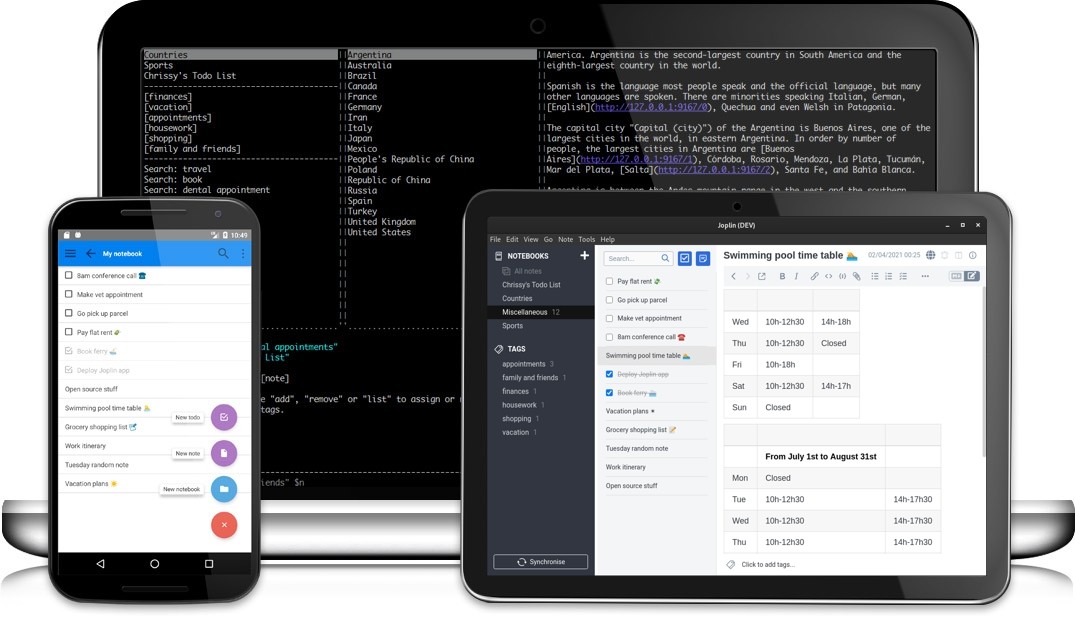 Countries
Sports
Chrissy's Todo List
[finances]
[vacation]
[appointments]
[housework]
[shopping]
[family and friends]
Search: travel
Search: book
Search: dental appointment
Argentina
Australia
Brazil
Canada
France
Germany
Iran
Italy
Japan
Mexico
People's Republic of China
Poland
Republic of China
Russia
Spain
Turkey
United Kingdom
United States
America. Argentina is the second-largest country in South America and the
eighth-largest country in the world.
Spanish is the language most people speak and the official language, but many
other languages are spoken. There are minorities speaking Italian, German,
[English](http://127.0.0.1:9167/0), Quechua and even Welsh in Patagonia.
The capital city "Capital (city)") of the Argentina is Buenos Aires, one of the
largest cities in the world, in eastern Argentina. In order by number of
people, the largest cities in Argentina are [Buenos
Aires](http://127.0.0.1:9167/1), Córdoba, Rosario, Mendoza, La Plata, Tucumán,
Mar del Plata, [Salta](http://127.0.0.1:9167/2), Santa Fe, and Bahía Blanca.
al appointments"
List"
[note]
e "add", "remove" or "list" to assign or
tags.
iends" $n
10:49
My notebook
8am conference call ☎️
Make vet appointment
Go pick up parcel
Pay flat rent 💸
Book ferry
Deploy Joplin app
Open source stuff
Swimming pool time table 🏊
Grocery shopping list 📝
Work itinerary
Tuesday random note
Vacation plans ☀️
New todo
New note
New notebook
Joplin (DEV)
File Edit View Go Note Tools Help
NOTEBOOKS
All notes
Chrissy's Todo List
Countries
Miscellaneous 12
Sports
TAGS
appointments 3
family and friends 1
finances 1
housework 1
shopping 1
vacation 1
Synchronise
Search...
Pay flat rent 💸
Go pick up parcel
Make vet appointment
8am conference call ☎️
Swimming pool time table 🏊
Deploy Joplin app
Book ferry
Vacation plans ☀
Grocery shopping list 📝
Tuesday random note
Work itinerary
Open source stuff
Swimming pool time table 🏊
02/04/2021 00:25
B I
Wed 10h-12h30 14h-18h
Thu 10h-12h30 Closed
Fri 10h-18h
Sat 10h-12h30 14h-17h
Sun Closed
From July 1st to August 31st
Mon Closed
Tue 10h-12h30 14h-17h30
Wed 10h-12h30 14h-17h30
Thu 10h-12h30 14h-17h30
Click to add tags...